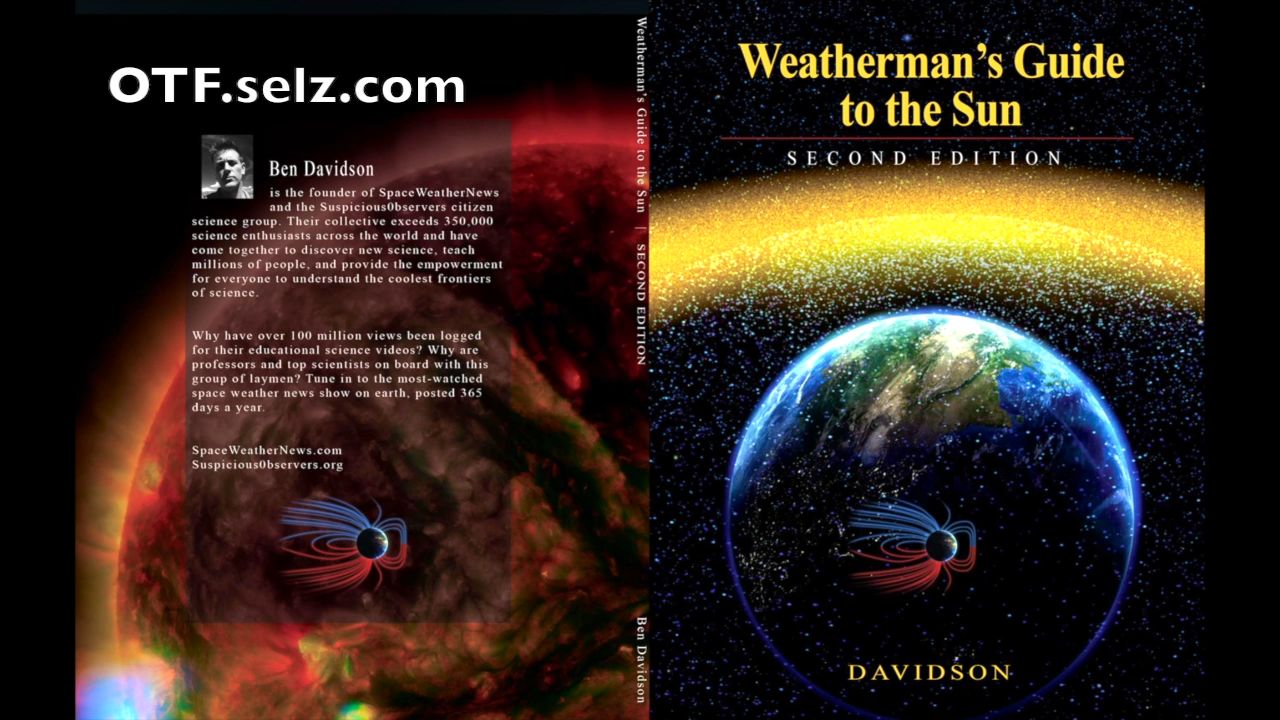 OTF.selz.com
Ben Davidson
is the founder of SpaceWeatherNews
and the Suspicious0bservers citizen
science group. Their collective exceeds 350,000
science enthusiasts across the world and have
come together to discover new science, teach
millions of people, and provide the empowerment
for everyone to understand the coolest frontiers
of science.
Why have over 100 million views been logged
for their educational science videos? Why are
professors and top scientists on board with this
group of laymen? Tune in to the most-watched
space weather news show on earth, posted 365
days a year.
SpaceWeatherNews.com
Suspicious0bservers.org
Weatherman's Guide to the Sun | SECOND EDITION
Ben Davidson
Weatherman's Guide
to the Sun
SECOND EDITION
DAVIDSON